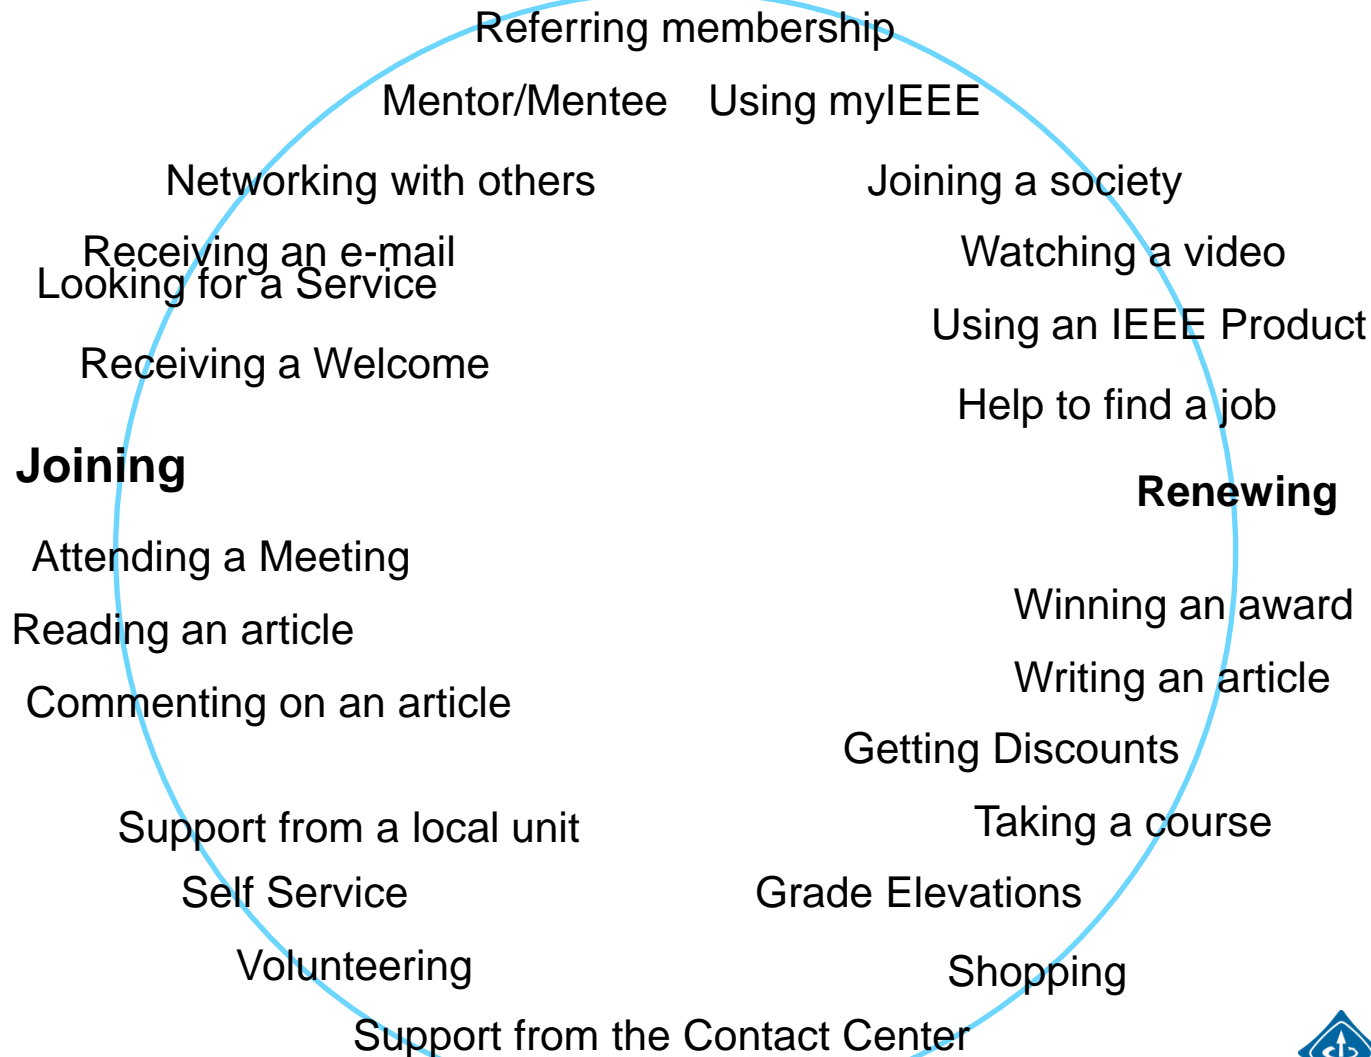 Referring membership
Mentor/Mentee Using myIEEE
Networking with others Joining a society
Receiving an e-mail Watching a video
Looking for a Service
Using an IEEE Product
Receiving a Welcome
Help to find a job
Joining
Renewing
Attending a Meeting
Winning an award
Reading an article
Writing an article
Commenting on an article
Getting Discounts
Support from a local unit Taking a course
Self Service Grade Elevations
Volunteering Shopping
Support from the Contact Center